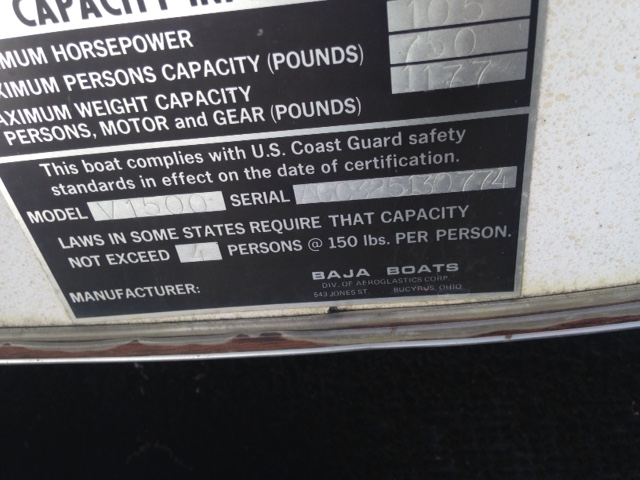 CAPACITY IN
MUM HORSEPOWER 105
XIMUM PERSONS CAPACITY (POUNDS) 750
AXIMUM WEIGHT CAPACITY
PERSONS, MOTOR and GEAR (POUNDS) 1177
This boat complies with U.S. Coast Guard safety
standards in effect on the date of certification.
MODEL V1500 SERIAL
LAWS IN SOME STATES REQUIRE THAT CAPACITY
NOT EXCEED PERSONS @ 150 lbs. PER PERSON.
MANUFACTURER: BAJA BOATS
DIV. OF AEROGLASTICS CORP.
543 JONES ST. BUCYRUS, OHIO